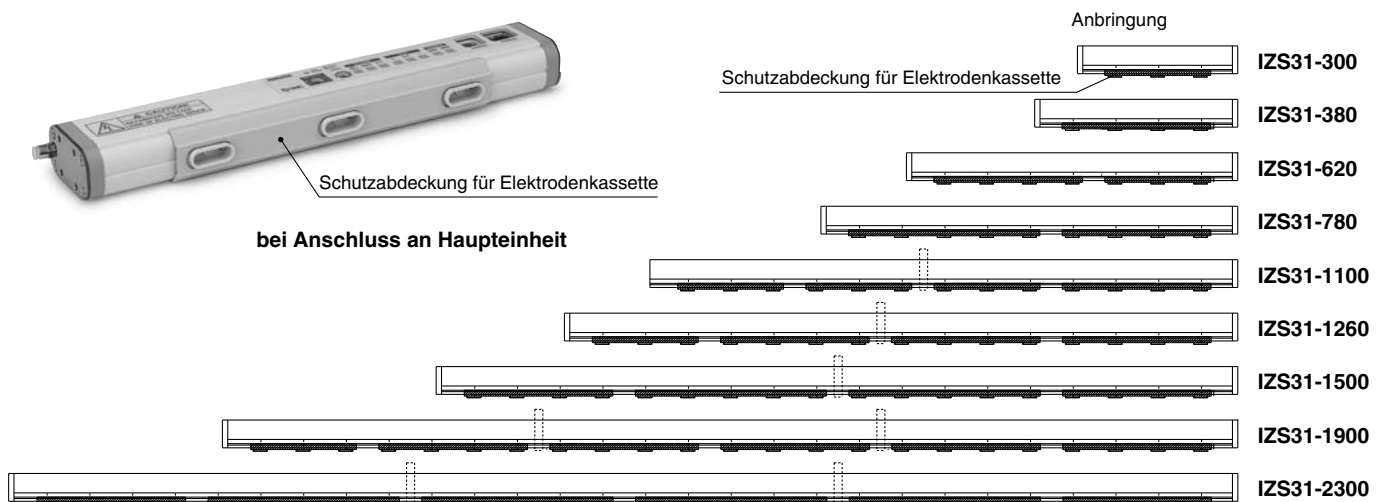 Anbringung
IZS31-300
Schutzabdeckung für Elektrodenkassette
IZS31-380
IZS31-620
Schutzabdeckung für Elektrodenkassette
IZS31-780
bei Anschluss an Haupteinheit
IZS31-1100
IZS31-1260
IZS31-1500
IZS31-1900
IZS31-2300
CAUTION